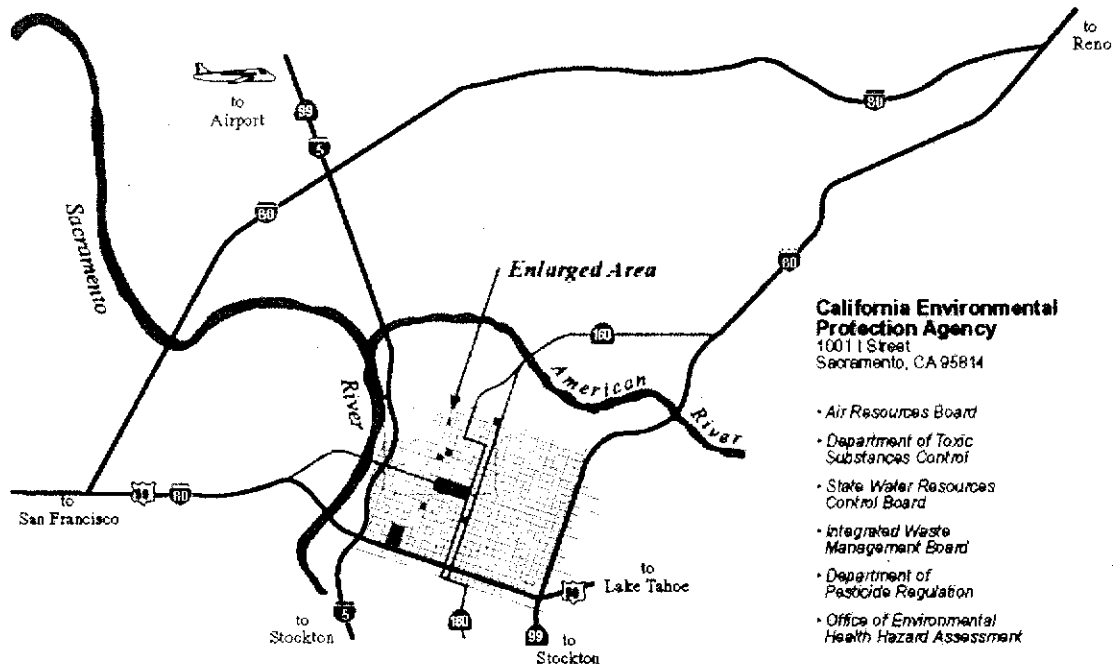 to
Reno
to
Airport
99
5
80
80
Sacramento
River
Enlarged Area
80
160
American
River
California Environmental
Protection Agency
1001 I Street
Sacramento, CA 95814
• Air Resources Board
• Department of Toxic
Substances Control
• State Water Resources
Control Board
• Integrated Waste
Management Board
• Department of
Pesticide Regulation
• Office of Environmental
Health Hazard Assessment
80
to
San Francisco
to
Lake Tahoe
5
to
Stockton
160
99
to
Stockton